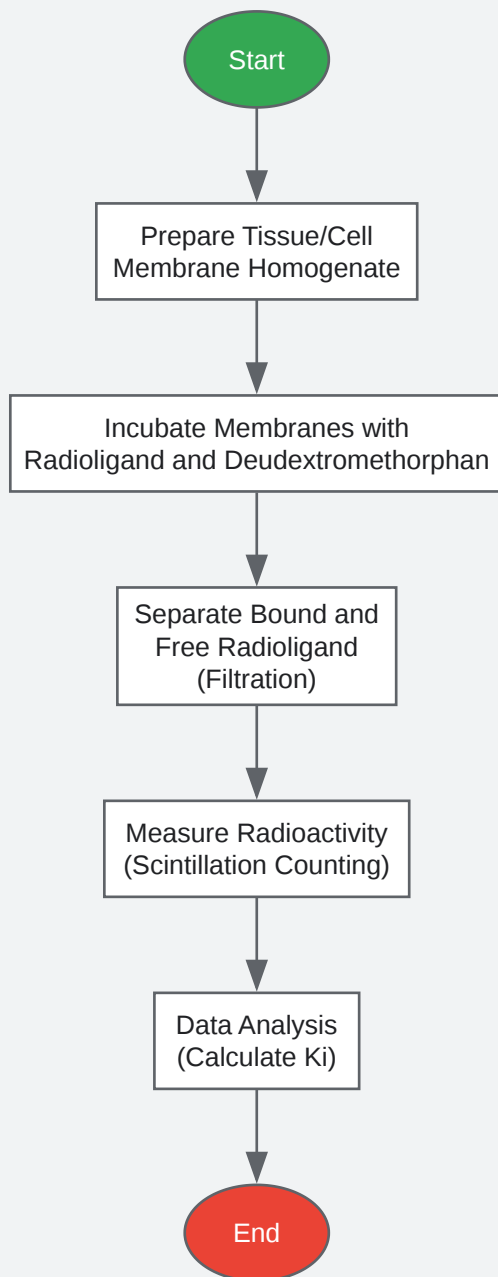 Start
Prepare Tissue/Cell
Membrane Homogenate
Incubate Membranes with
Radioligand and Deudextromethorphan
Separate Bound and
Free Radioligand
(Filtration)
Measure Radioactivity
(Scintillation Counting)
Data Analysis
(Calculate Ki)
End